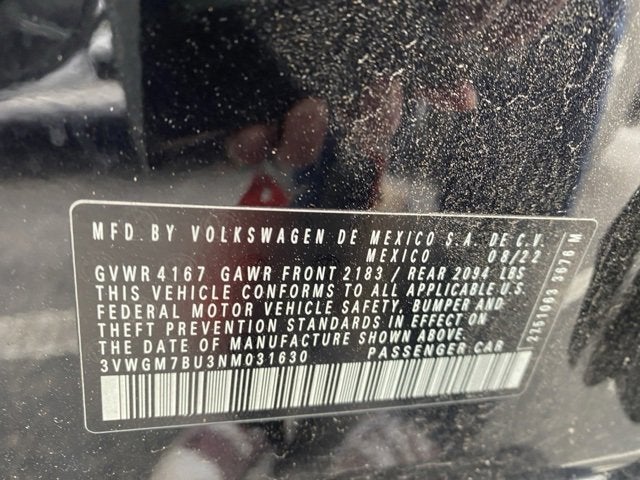 MFD.BY VOLKSWAGEN DE MEXICO S.A. DE C.V.
MEXICO 08/22
GVWR 4167 GAWR FRONT 2183 / REAR 2094 LBS
THIS VEHICLE CONFORMS TO ALL APPLICABLE U.S.
FEDERAL MOTOR VEHICLE SAFETY, BUMPER AND
THEFT PREVENTION STANDARDS IN EFFECT ON
THE DATE OF MANUFACTURE SHOWN ABOVE.
3VWGM7BU3NM031630 PASSENGER CAR
2751063 3676 M